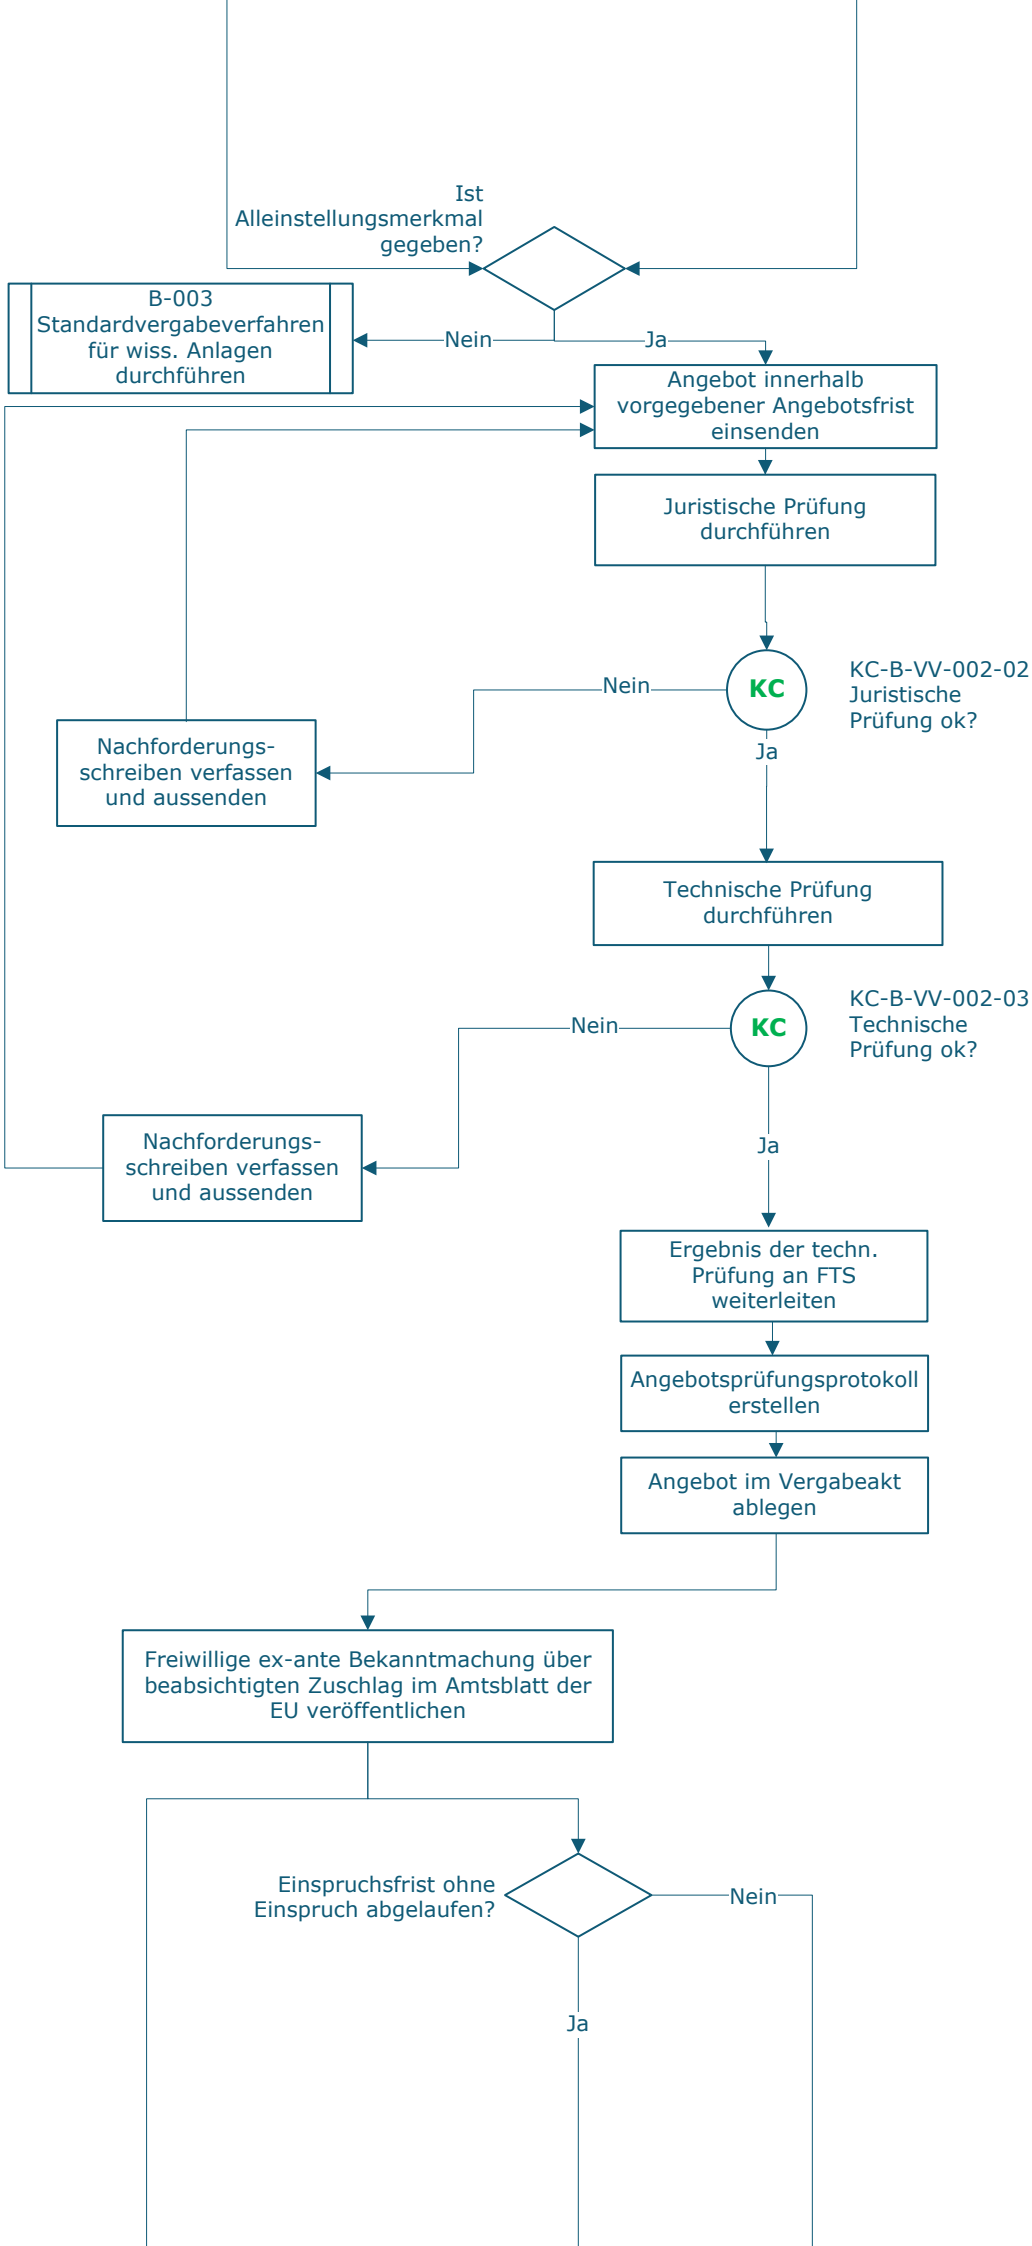 Ist
Alleinstellungsmerkmal
gegeben?
B-003
Standardvergabeverfahren
für wiss. Anlagen
durchführen
Nein
Ja
Angebot innerhalb
vorgegebener Angebotsfrist
einsenden
Juristische Prüfung
durchführen
KC
KC-B-VV-002-02
Juristische
Prüfung ok?
Nein
Ja
Nachforderungs-
schreiben verfassen
und aussenden
Technische Prüfung
durchführen
KC
KC-B-VV-002-03
Technische
Prüfung ok?
Nein
Ja
Nachforderungs-
schreiben verfassen
und aussenden
Ergebnis der techn.
Prüfung an FTS
weiterleiten
Angebotsprüfungsprotokoll
erstellen
Angebot im Vergabeakt
ablegen
Freiwillige ex-ante Bekanntmachung über
beabsichtigten Zuschlag im Amtsblatt der
EU veröffentlichen
Einspruchsfrist ohne
Einspruch abgelaufen?
Nein
Ja